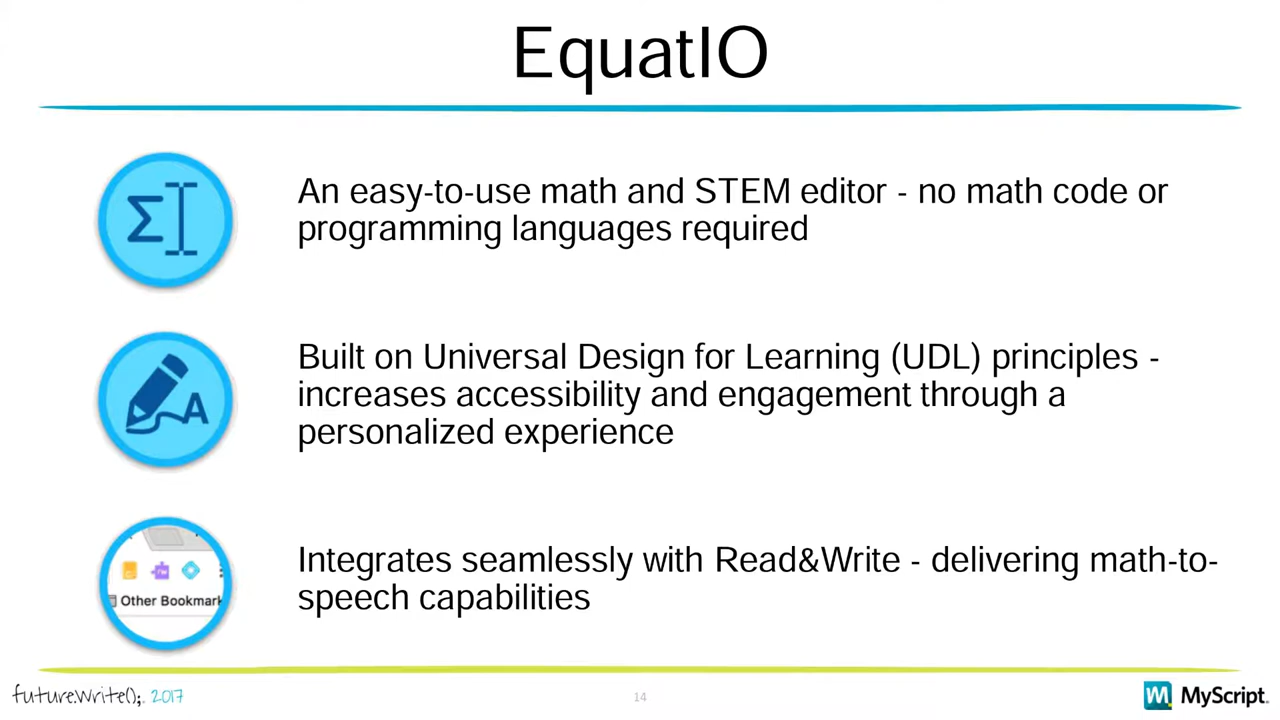 EquatIO
Σ
An easy-to-use math and STEM editor - no math code or
programming languages required
A
Built on Universal Design for Learning (UDL) principles -
increases accessibility and engagement through a
personalized experience
Other Bookmark
Integrates seamlessly with Read&Write - delivering math-to-
speech capabilities
future.write(); 2017
14
MyScript.